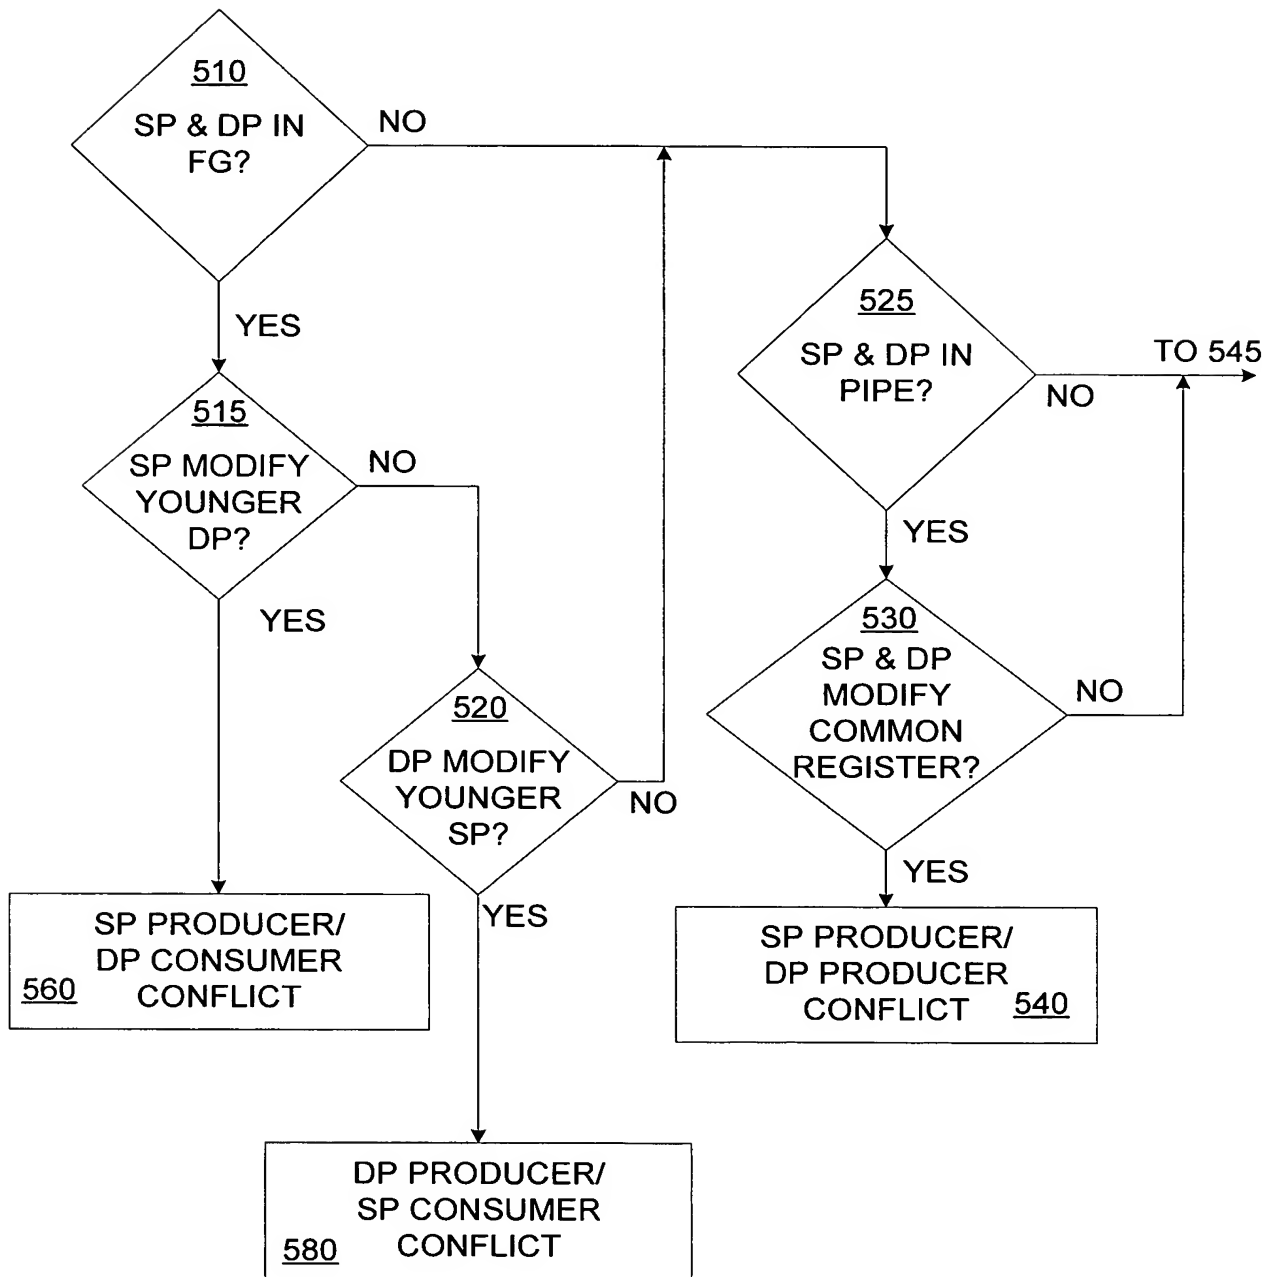 510
SP & DP IN
FG?
NO
YES
515
SP MODIFY
YOUNGER
DP?
NO
YES
520
DP MODIFY
YOUNGER
SP?
NO
YES
525
SP & DP IN
PIPE?
NO
TO 545
YES
530
SP & DP
MODIFY
COMMON
REGISTER?
NO
YES
SP PRODUCER/
DP CONSUMER
CONFLICT
560
SP PRODUCER/
DP PRODUCER
CONFLICT
540
DP PRODUCER/
SP CONSUMER
CONFLICT
580